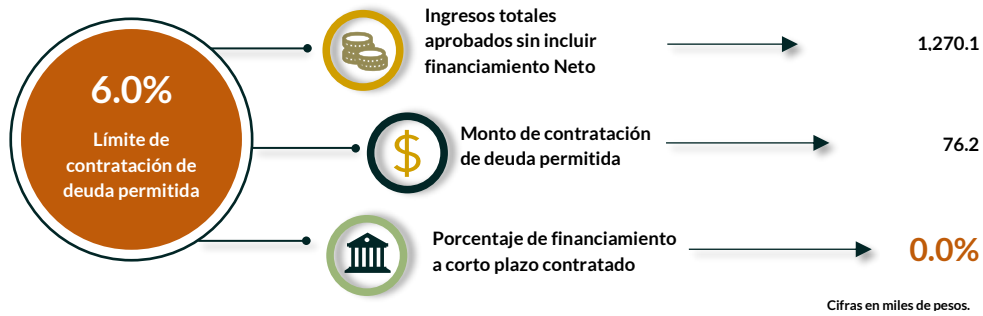 6.0%
Límite de
contratación de
deuda permitida
Ingresos totales
aprobados sin incluir
financiamiento Neto
1,270.1
$
Monto de contratación
de deuda permitida
76.2
Porcentaje de financiamiento
a corto plazo contratado
0.0%
Cifras en miles de pesos.